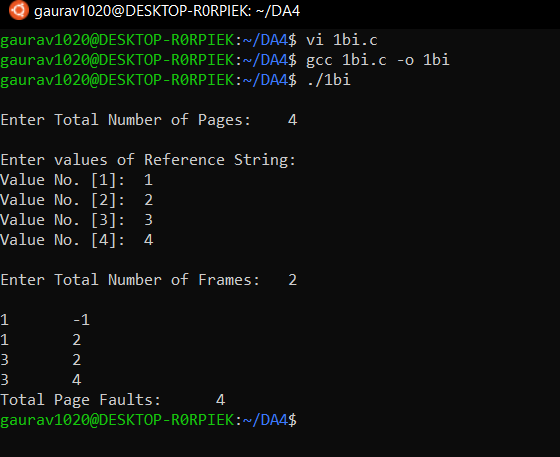 gaurav1020@DESKTOP-R0RPIEK: ~/DA4
gaurav1020@DESKTOP-R0RPIEK:~/DA4$ vi 1bi.c
gaurav1020@DESKTOP-R0RPIEK:~/DA4$ gcc 1bi.c -o 1bi
gaurav1020@DESKTOP-R0RPIEK:~/DA4$ ./1bi
Enter Total Number of Pages:    4
Enter values of Reference String:
Value No. [1]:  1
Value No. [2]:  2
Value No. [3]:  3
Value No. [4]:  4
Enter Total Number of Frames:   2
1       -1
1       2
3       2
3       4
Total Page Faults:      4
gaurav1020@DESKTOP-R0RPIEK:~/DA4$